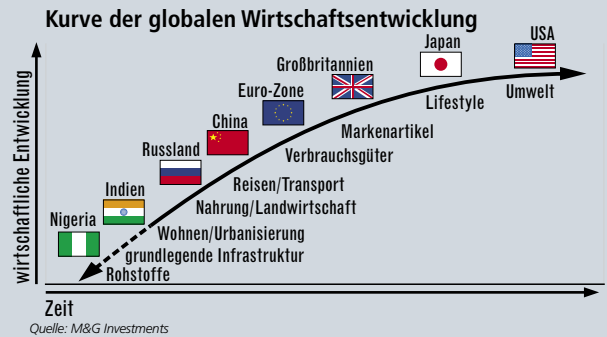 Kurve der globalen Wirtschaftsentwicklung
wirtschaftliche Entwicklung
USA
Japan
Großbritannien
Euro-Zone
China
Russland
Indien
Nigeria
Umwelt
Lifestyle
Markenartikel
Verbrauchsgüter
Reisen/Transport
Nahrung/Landwirtschaft
Wohnen/Urbanisierung
grundlegende Infrastruktur
Rohstoffe
Zeit
Quelle: M&G Investments